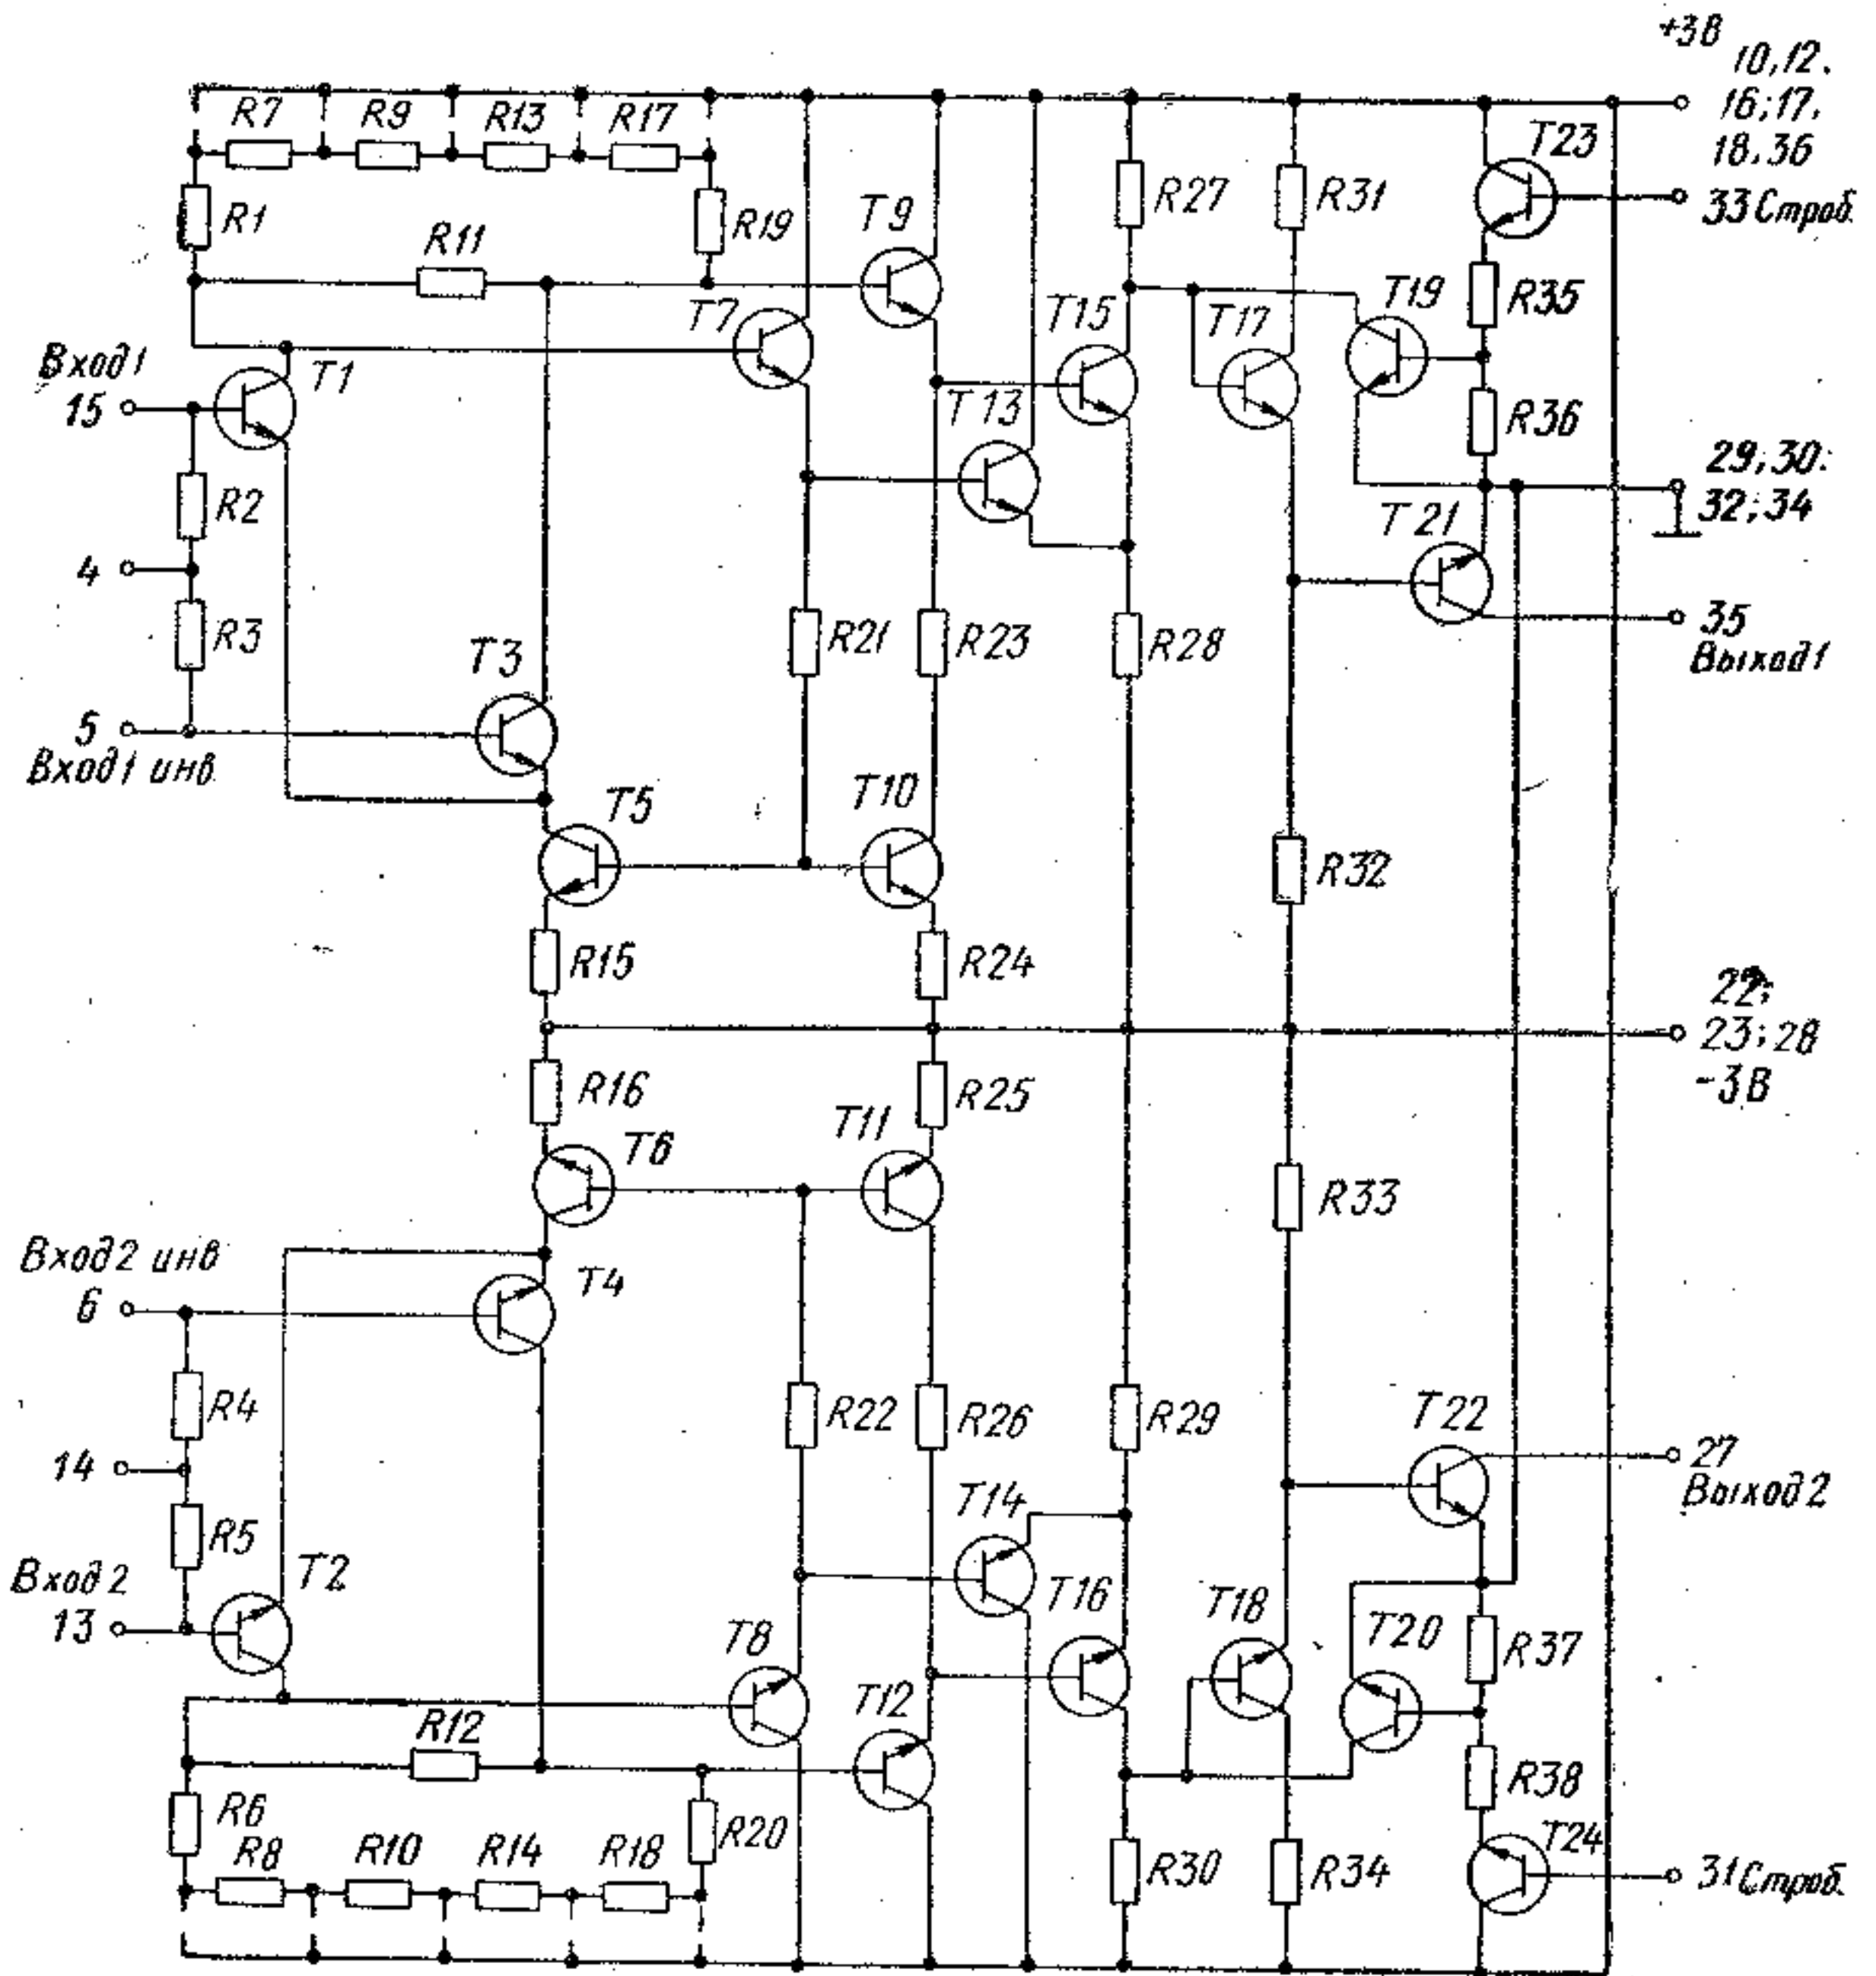 +3В
10,12.
16;17,
18.36
R7
R9
R13
R17
T23
R1
R11
R19
T9
R27
R31
33 Строб.
T7
T15
T17
T19
R35
Вход1
15
T1
T13
R36
R2
29;30:
32;34
T21
4
R3
T3
R21
R23
R28
35
Выход1
5
Вход1 инв.
T5
T10
R32
R15
R24
22;
23;28
-3В
R16
R25
T6
T11
R33
Вход2 инв
6
T4
R4
R22
R26
R29
T22
14
27
Выход2
R5
T14
Вход2
13
T2
T16
T18
T20
R37
T8
T12
R12
R6
R20
R38
R8
R10
R14
R18
R30
R34
T24
31 Строб.